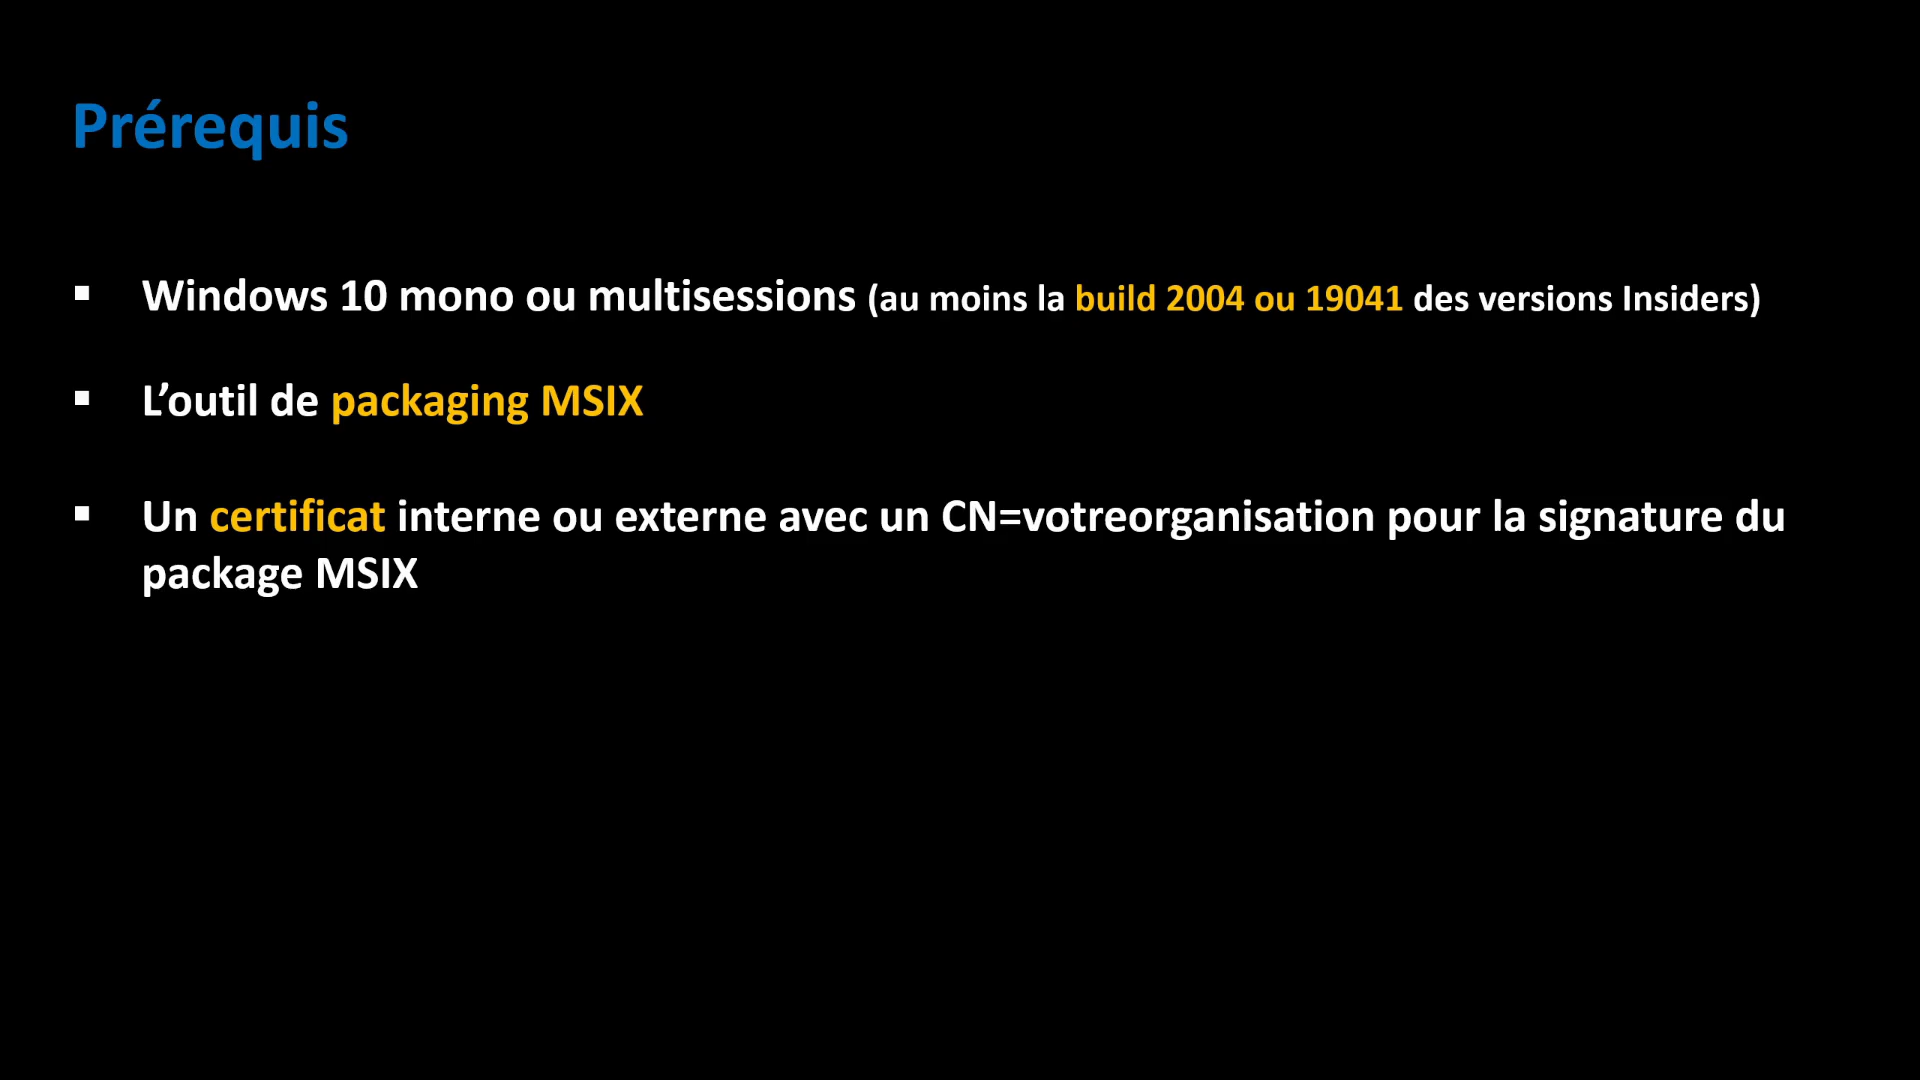 Prérequis
▪ Windows 10 mono ou multisessions (au moins la build 2004 ou 19041 des versions Insiders)
▪ L’outil de packaging MSIX
▪ Un certificat interne ou externe avec un CN=votreorganisation pour la signature du
package MSIX